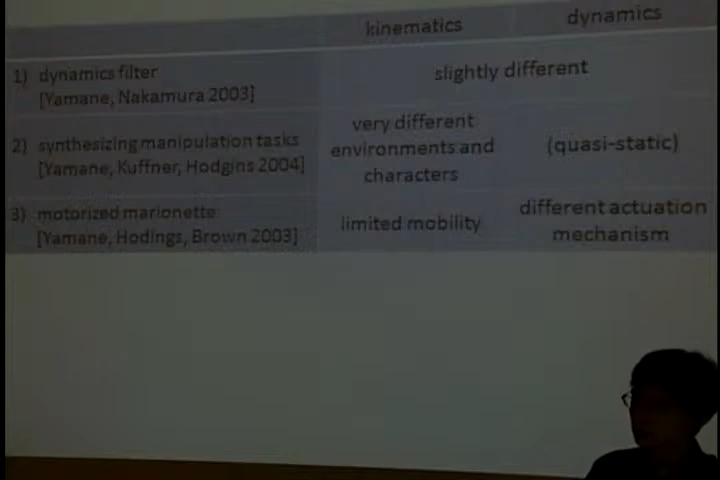 kinematics dynamics
1) dynamics filter
[Yamane, Nakamura 2003]
slightly different
2) synthesizing manipulation tasks
[Yamane, Kuffner, Hodgins 2004]
very different
environments and
characters
(quasi-static)
3) motorized marionette
[Yamane, Hodings, Brown 2003]
limited mobility
different actuation
mechanism